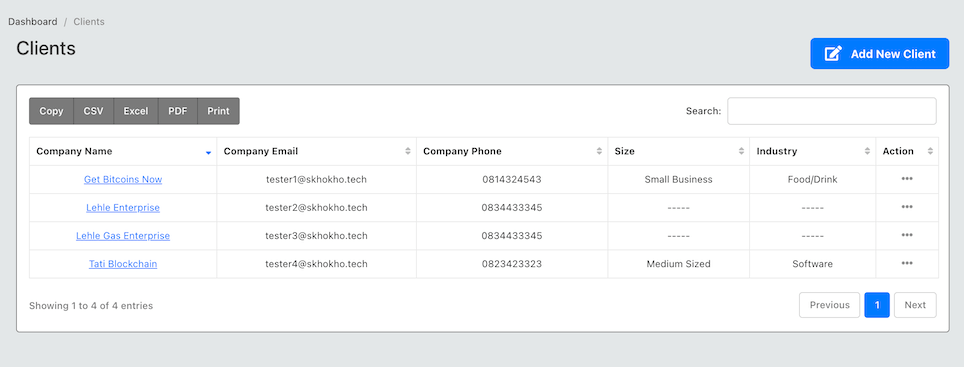 Dashboard / Clients
Clients
Add New Client
Copy CSV Excel PDF Print
Search:
Company Name Company Email Company Phone Size Industry Action
Get Bitcoins Now tester1@skhokho.tech 0814324543 Small Business Food/Drink •••
Lehle Enterprise tester2@skhokho.tech 0834433345 ----- ----- •••
Lehle Gas Enterprise tester3@skhokho.tech 0834433345 ----- ----- •••
Tati Blockchain tester4@skhokho.tech 0823423323 Medium Sized Software •••
Showing 1 to 4 of 4 entries
Previous 1 Next